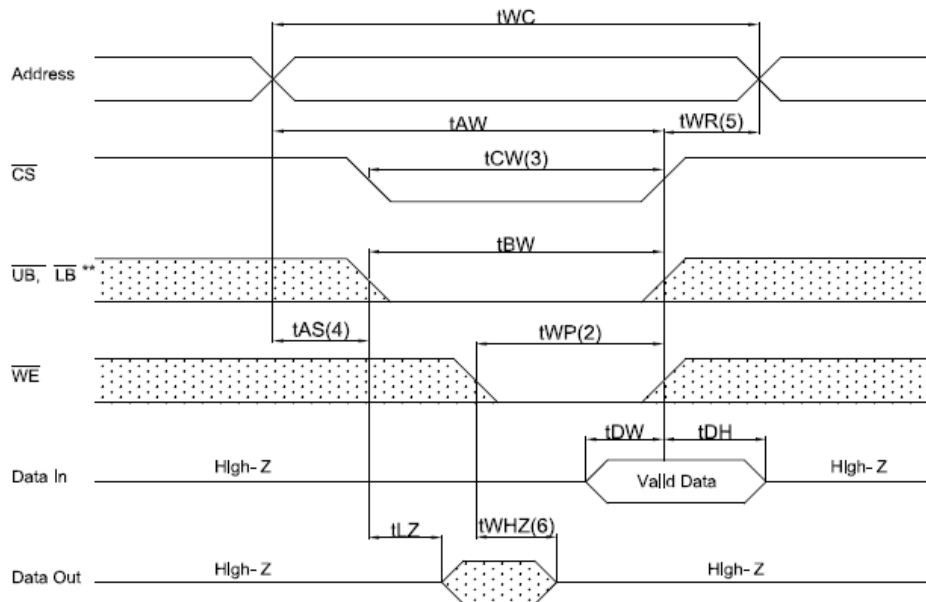 tWC
Address
tAW
tWR(5)
tCW(3)
CS
tBW
UB, LB **
tAS(4)
tWP(2)
WE
tDW
tDH
Data In
High-Z
Valid Data
High-Z
tLZ
tWHZ(6)
Data Out
High-Z
High-Z